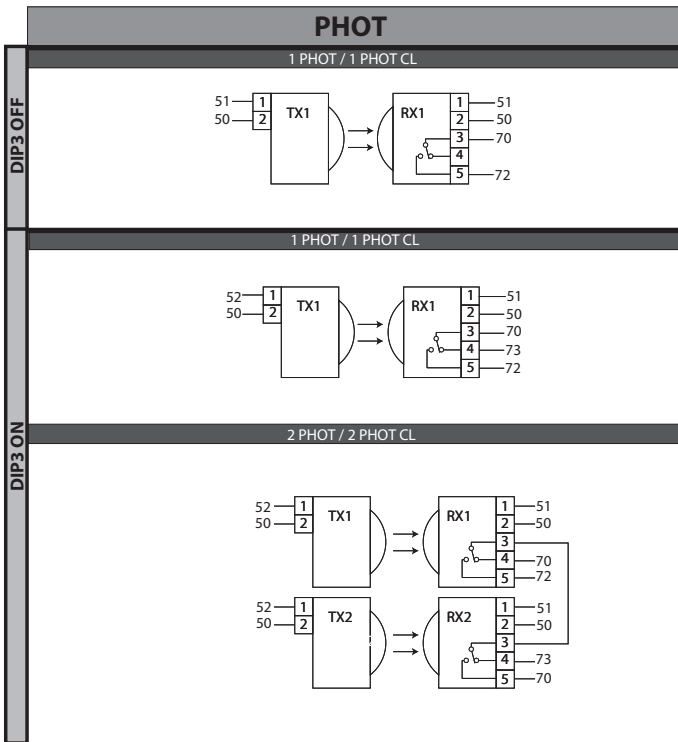 PHOT
DIP3 OFF
1 PHOT / 1 PHOT CL
51 1 TX1 RX1 1 51
50 2 2 50
3 70
4
5 72
DIP3 ON
1 PHOT / 1 PHOT CL
52 1 TX1 RX1 1 51
50 2 2 50
3 70
4 73
5 72
2 PHOT / 2 PHOT CL
52 1 TX1 RX1 1 51
50 2 2 50
3
4 70
5 72
52 1 TX2 RX2 1 51
50 2 2 50
3
4 73
5 70